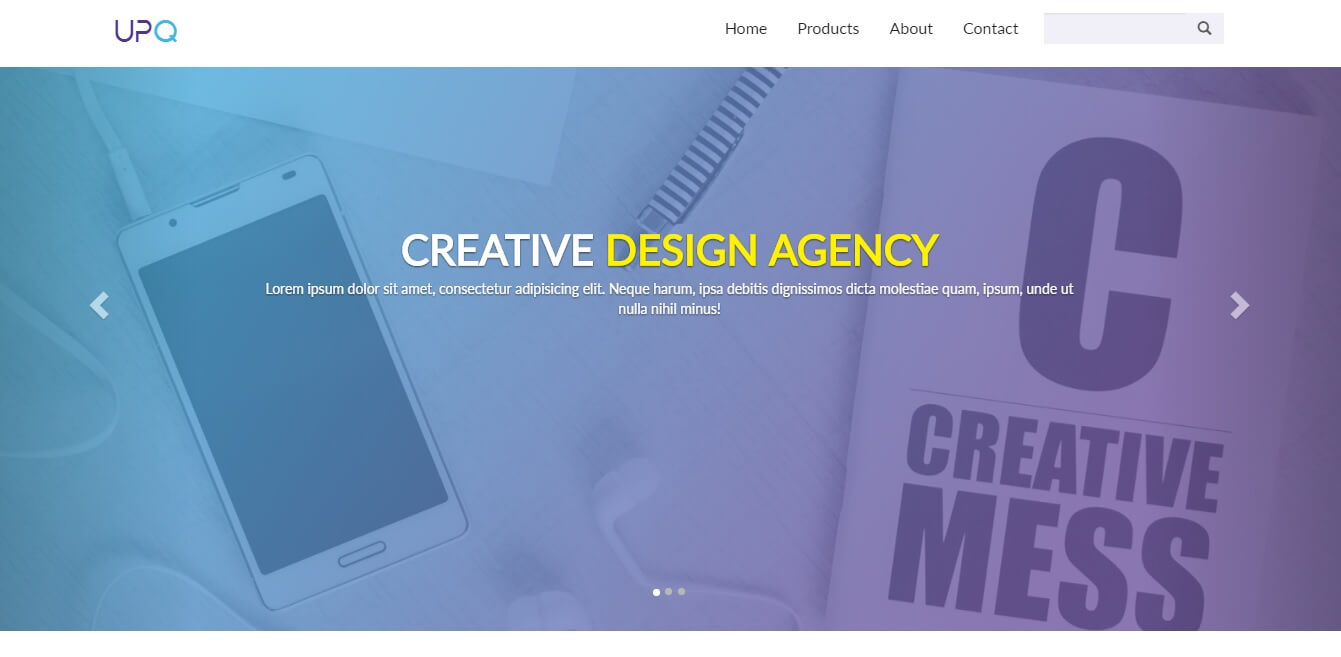 UPQ
Home Products About Contact
CREATIVE DESIGN AGENCY
Lorem ipsum dolor sit amet, consectetur adipisicing elit. Neque harum, ipsa debitis dignissimos dicta molestiae quam, ipsum, unde ut
nulla nihil minus!
C
CREATIVE
MESS